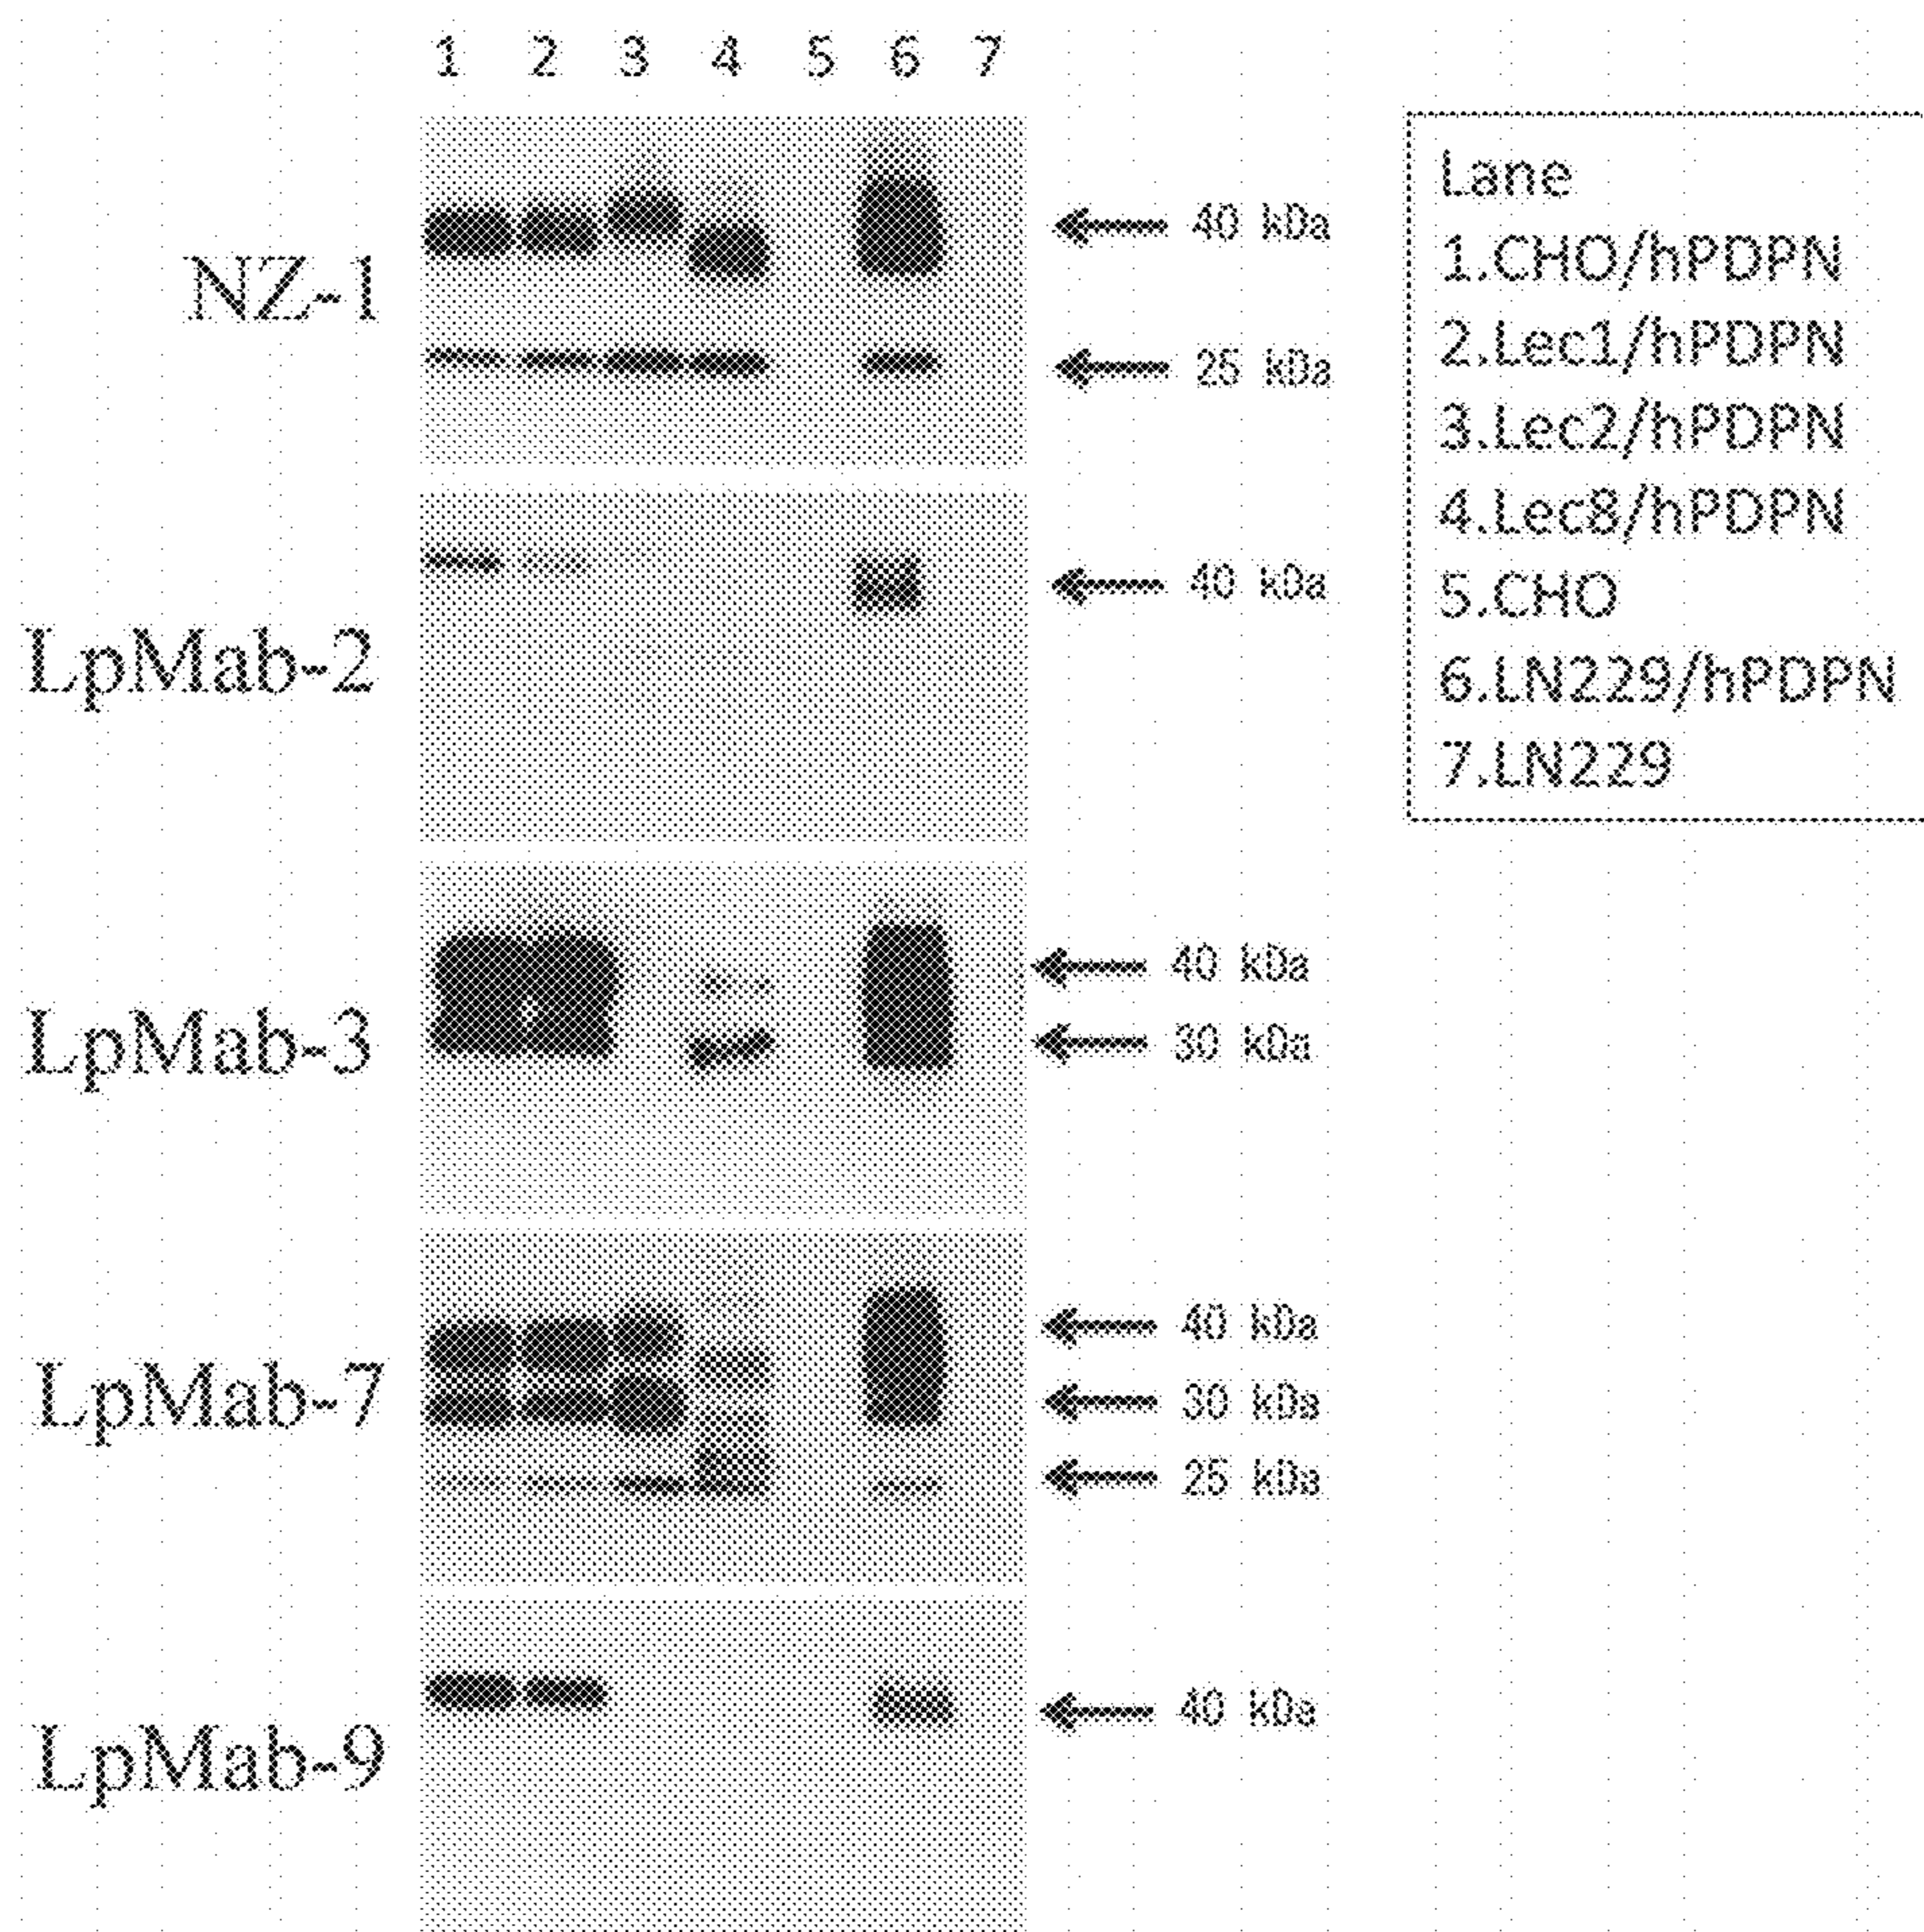 1 2 3 4 5 6 7
NZ-1
40 kDa
25 kDa
Lane
1.CHO/hPDPN
2.Lec1/hPDPN
3.Lec2/hPDPN
4.Lec8/hPDPN
5.CHO
6.LN229/hPDPN
7.LN229
LpMab-2
40 kDa
LpMab-3
40 kDa
30 kDa
LpMab-7
40 kDa
30 kDa
25 kDa
LpMab-9
40 kDa